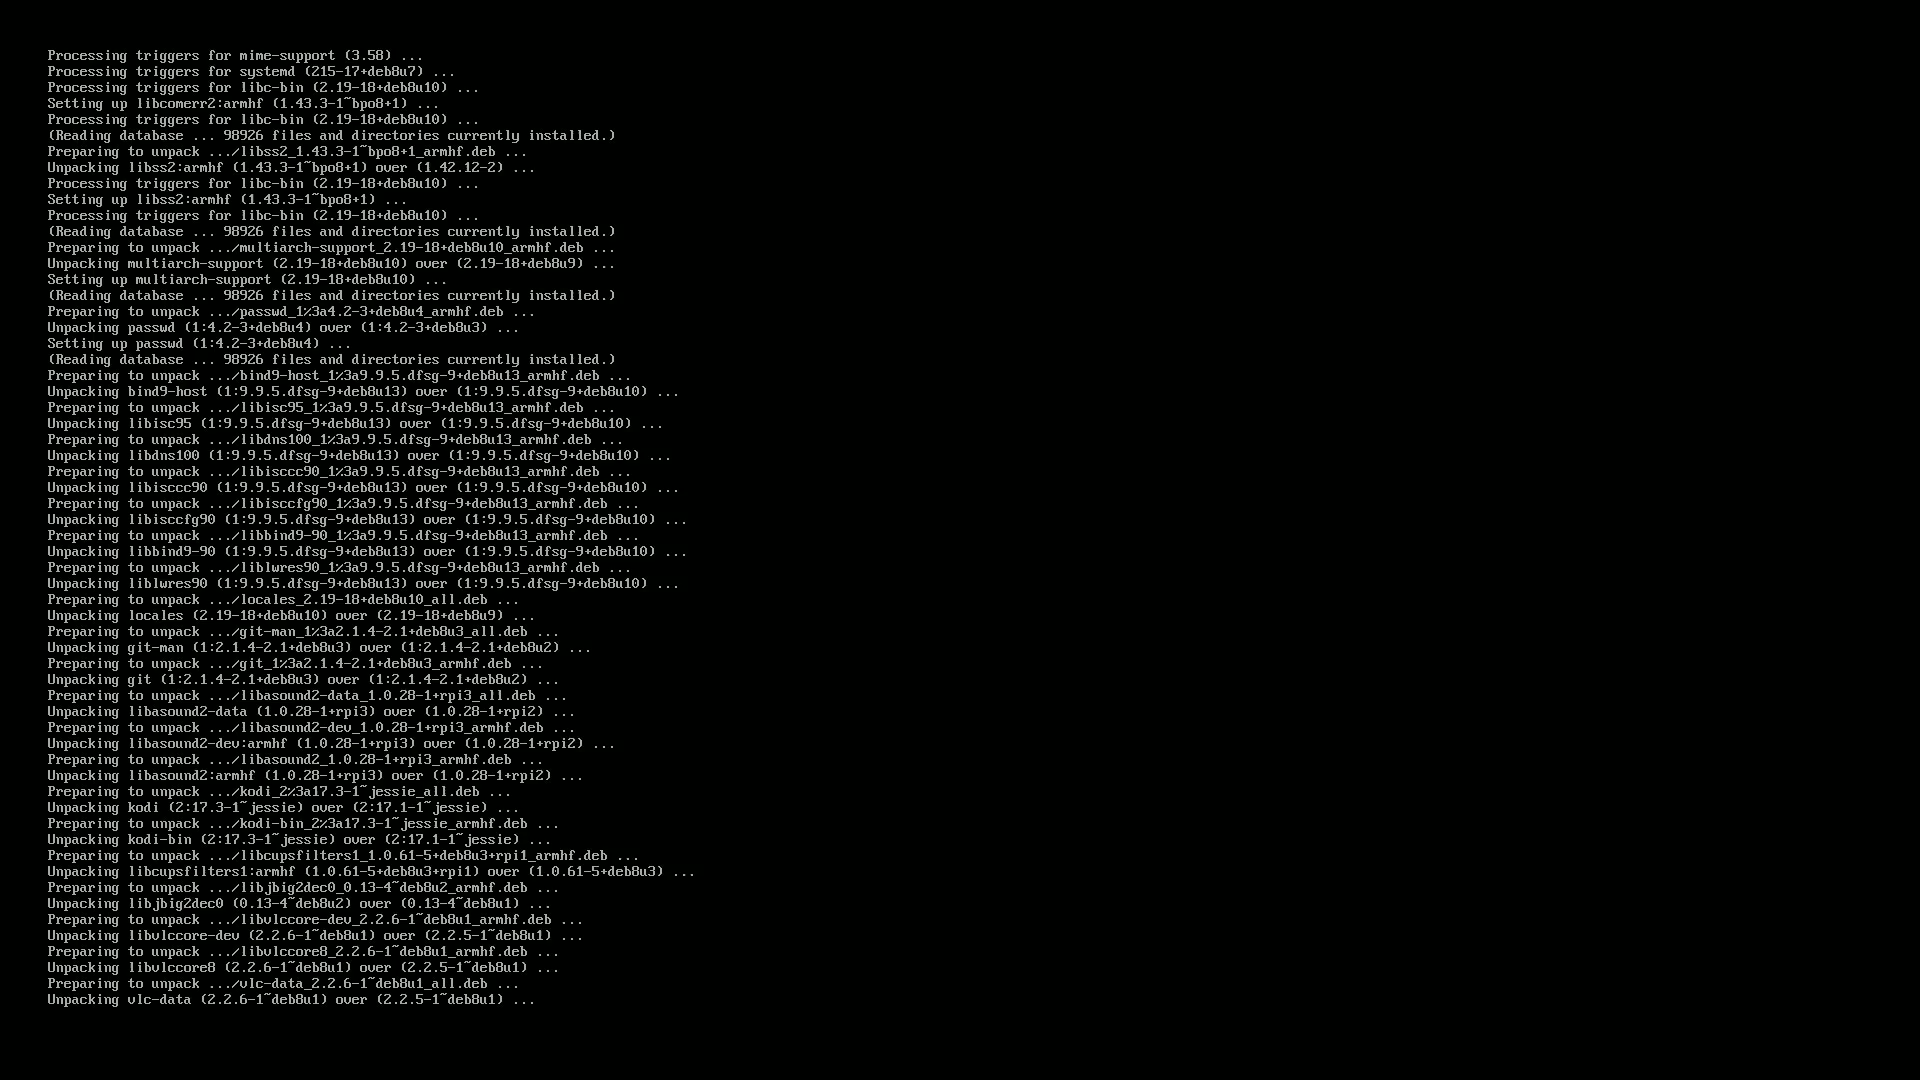 Processing triggers for mime-support (3.58) ...
Processing triggers for systemd (215-17+deb8u7) ...
Processing triggers for libc-bin (2.19-18+deb8u10) ...
Setting up libcomerr2:armhf (1.43.3-1~bpo8+1) ...
Processing triggers for libc-bin (2.19-18+deb8u10) ...
(Reading database ... 98926 files and directories currently installed.)
Preparing to unpack .../libss2_1.43.3-1~bpo8+1_armhf.deb ...
Unpacking libss2:armhf (1.43.3-1~bpo8+1) over (1.42.12-2) ...
Processing triggers for libc-bin (2.19-18+deb8u10) ...
Setting up libss2:armhf (1.43.3-1~bpo8+1) ...
Processing triggers for libc-bin (2.19-18+deb8u10) ...
(Reading database ... 98926 files and directories currently installed.)
Preparing to unpack .../multiarch-support_2.19-18+deb8u10_armhf.deb ...
Unpacking multiarch-support (2.19-18+deb8u10) over (2.19-18+deb8u9) ...
Setting up multiarch-support (2.19-18+deb8u10) ...
(Reading database ... 98926 files and directories currently installed.)
Preparing to unpack .../passwd_1%3a4.2-3+deb8u4_armhf.deb ...
Unpacking passwd (1:4.2-3+deb8u4) over (1:4.2-3+deb8u3) ...
Setting up passwd (1:4.2-3+deb8u4) ...
(Reading database ... 98926 files and directories currently installed.)
Preparing to unpack .../bind9-host_1%3a9.9.5.dfsg-9+deb8u13_armhf.deb ...
Unpacking bind9-host (1:9.9.5.dfsg-9+deb8u13) over (1:9.9.5.dfsg-9+deb8u10) ...
Preparing to unpack .../libisc95_1%3a9.9.5.dfsg-9+deb8u13_armhf.deb ...
Unpacking libisc95 (1:9.9.5.dfsg-9+deb8u13) over (1:9.9.5.dfsg-9+deb8u10) ...
Preparing to unpack .../libdns100_1%3a9.9.5.dfsg-9+deb8u13_armhf.deb ...
Unpacking libdns100 (1:9.9.5.dfsg-9+deb8u13) over (1:9.9.5.dfsg-9+deb8u10) ...
Preparing to unpack .../libisccc90_1%3a9.9.5.dfsg-9+deb8u13_armhf.deb ...
Unpacking libisccc90 (1:9.9.5.dfsg-9+deb8u13) over (1:9.9.5.dfsg-9+deb8u10) ...
Preparing to unpack .../libisccfg90_1%3a9.9.5.dfsg-9+deb8u13_armhf.deb ...
Unpacking libisccfg90 (1:9.9.5.dfsg-9+deb8u13) over (1:9.9.5.dfsg-9+deb8u10) ...
Preparing to unpack .../libbind9-90_1%3a9.9.5.dfsg-9+deb8u13_armhf.deb ...
Unpacking libbind9-90 (1:9.9.5.dfsg-9+deb8u13) over (1:9.9.5.dfsg-9+deb8u10) ...
Preparing to unpack .../liblwres90_1%3a9.9.5.dfsg-9+deb8u13_armhf.deb ...
Unpacking liblwres90 (1:9.9.5.dfsg-9+deb8u13) over (1:9.9.5.dfsg-9+deb8u10) ...
Preparing to unpack .../locales_2.19-18+deb8u10_all.deb ...
Unpacking locales (2.19-18+deb8u10) over (2.19-18+deb8u9) ...
Preparing to unpack .../git-man_1%3a2.1.4-2.1+deb8u3_all.deb ...
Unpacking git-man (1:2.1.4-2.1+deb8u3) over (1:2.1.4-2.1+deb8u2) ...
Preparing to unpack .../git_1%3a2.1.4-2.1+deb8u3_armhf.deb ...
Unpacking git (1:2.1.4-2.1+deb8u3) over (1:2.1.4-2.1+deb8u2) ...
Preparing to unpack .../libasound2-data_1.0.28-1+rpi3_all.deb ...
Unpacking libasound2-data (1.0.28-1+rpi3) over (1.0.28-1+rpi2) ...
Preparing to unpack .../libasound2-dev_1.0.28-1+rpi3_armhf.deb ...
Unpacking libasound2-dev:armhf (1.0.28-1+rpi3) over (1.0.28-1+rpi2) ...
Preparing to unpack .../libasound2_1.0.28-1+rpi3_armhf.deb ...
Unpacking libasound2:armhf (1.0.28-1+rpi3) over (1.0.28-1+rpi2) ...
Preparing to unpack .../kodi_2%3a17.3-1~jessie_all.deb ...
Unpacking kodi (2:17.3-1~jessie) over (2:17.1-1~jessie) ...
Preparing to unpack .../kodi-bin_2%3a17.3-1~jessie_armhf.deb ...
Unpacking kodi-bin (2:17.3-1~jessie) over (2:17.1-1~jessie) ...
Preparing to unpack .../libcupsfilters1_1.0.61-5+deb8u3+rpi1_armhf.deb ...
Unpacking libcupsfilters1:armhf (1.0.61-5+deb8u3+rpi1) over (1.0.61-5+deb8u3) ...
Preparing to unpack .../libjbig2dec0_0.13-4~deb8u2_armhf.deb ...
Unpacking libjbig2dec0 (0.13-4~deb8u2) over (0.13-4~deb8u1) ...
Preparing to unpack .../libvlccore-dev_2.2.6-1~deb8u1_armhf.deb ...
Unpacking libvlccore-dev (2.2.6-1~deb8u1) over (2.2.5-1~deb8u1) ...
Preparing to unpack .../libvlccore8_2.2.6-1~deb8u1_armhf.deb ...
Unpacking libvlccore8 (2.2.6-1~deb8u1) over (2.2.5-1~deb8u1) ...
Preparing to unpack .../vlc-data_2.2.6-1~deb8u1_all.deb ...
Unpacking vlc-data (2.2.6-1~deb8u1) over (2.2.5-1~deb8u1) ...